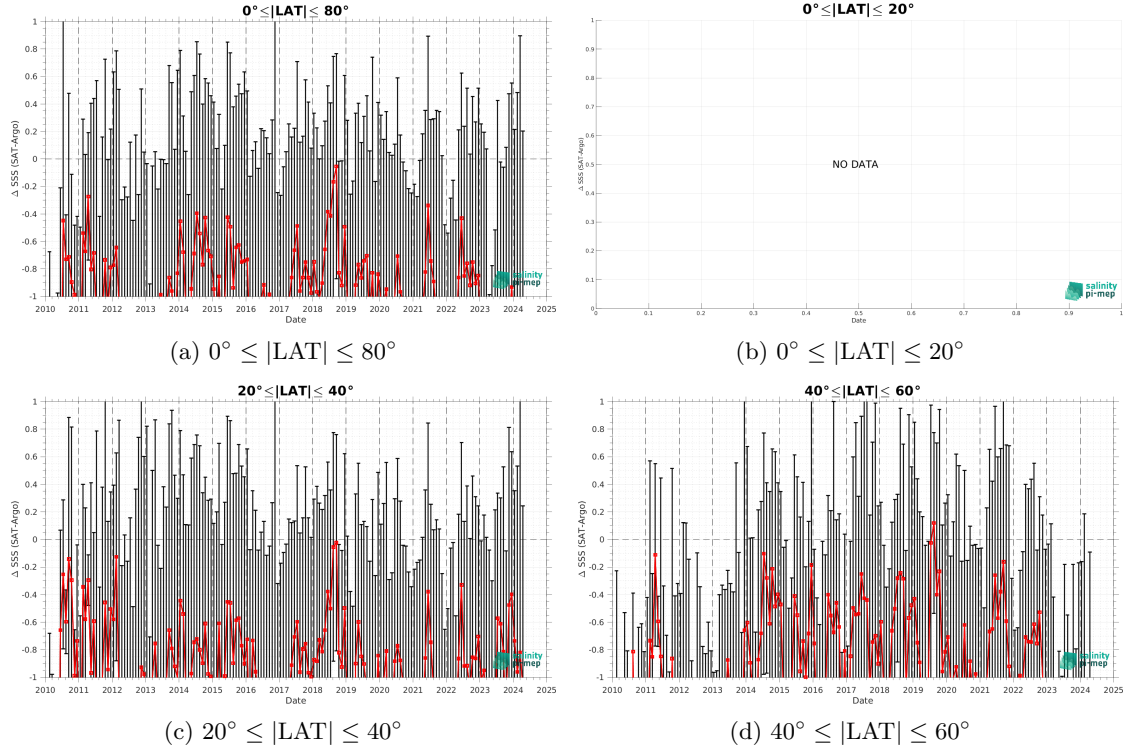 0°≤|LAT|≤ 80°
1
0.8
0.6
0.4
0.2
0
-0.2
-0.4
-0.6
-0.8
-1
Δ SSS (SAT-Argo)
2010 2011 2012 2013 2014 2015 2016 2017 2018 2019 2020 2021 2022 2023 2024 2025
Date
salinity
pi-mep
(a) 0° ≤ |LAT| ≤ 80°
0°≤|LAT|≤ 20°
1
0.9
0.8
0.7
0.6
0.5
0.4
0.3
0.2
0.1
0
Δ SSS (SAT-Argo)
NO DATA
0 0.1 0.2 0.3 0.4 0.5 0.6 0.7 0.8 0.9 1
Date
salinity
pi-mep
(b) 0° ≤ |LAT| ≤ 20°
20°≤|LAT|≤ 40°
1
0.8
0.6
0.4
0.2
0
-0.2
-0.4
-0.6
-0.8
-1
Δ SSS (SAT-Argo)
2010 2011 2012 2013 2014 2015 2016 2017 2018 2019 2020 2021 2022 2023 2024 2025
Date
salinity
pi-mep
(c) 20° ≤ |LAT| ≤ 40°
40°≤|LAT|≤ 60°
1
0.8
0.6
0.4
0.2
0
-0.2
-0.4
-0.6
-0.8
-1
Δ SSS (SAT-Argo)
2010 2011 2012 2013 2014 2015 2016 2017 2018 2019 2020 2021 2022 2023 2024 2025
Date
salinity
pi-mep
(d) 40° ≤ |LAT| ≤ 60°